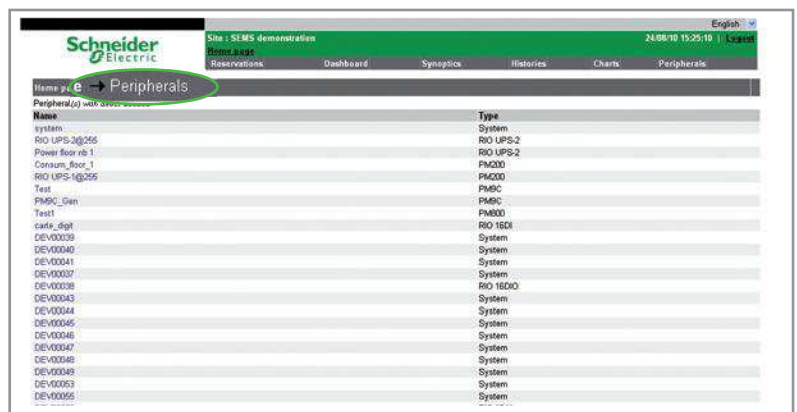 English
Schneider Electric
Site : SEMS demonstration
24/08/10 15:25:10 | Logout
Home page
Reservations Dashboard Synoptics Histories Charts Peripherals
Home page → Peripherals
Peripheral(s) with
Name Type
system System
RIO UPS-2@256 RIO UPS-2
Power floor nb 1 RIO UPS-2
Consum_floor_1 PM200
RIO UPS-1@255 PM200
Test PM9C
PM9C_Gen PM9C
Test1 PM800
carte_digit RIO 16DI
DEV00039 System
DEV00040 System
DEV00041 System
DEV00037 System
DEV00038 RIO 16DIO
DEV00043 System
DEV00044 System
DEV00045 System
DEV00046 System
DEV00047 System
DEV00048 System
DEV00049 System
DEV00053 System
DEV00055 System